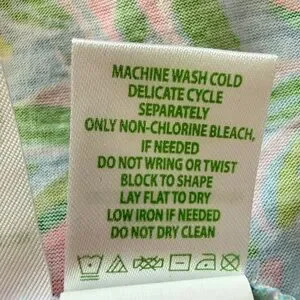 MACHINE WASH COLD
DELICATE CYCLE
SEPARATELY
ONLY NON-CHLORINE BLEACH,
IF NEEDED
DO NOT WRING OR TWIST
BLOCK TO SHAPE
LAY FLAT TO DRY
LOW IRON IF NEEDED
DO NOT DRY CLEAN